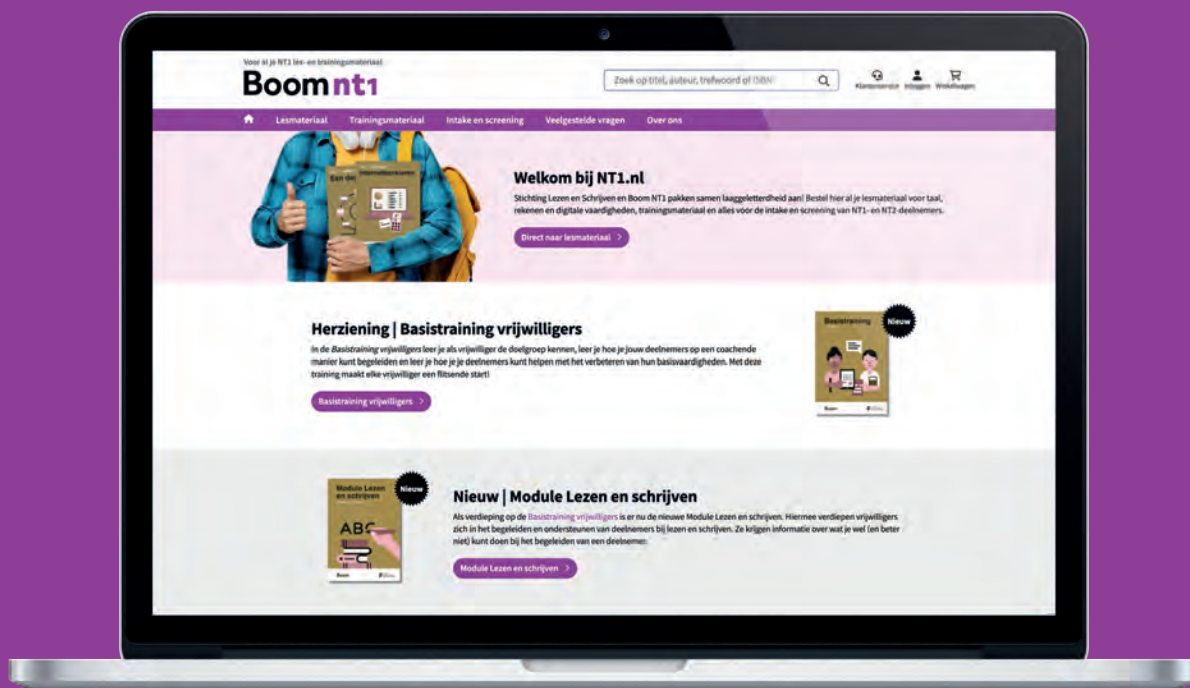 Voor al je NT1 les- en trainingsmateriaal
Boomnt1
Zoek op titel, auteur, trefwoord of ISBN
Klantenservice Inloggen Winkelwagen
Lesmateriaal Trainingsmateriaal Intake en screening Veelgestelde vragen Over ons
Een
Internetbankieren
Welkom bij NT1.nl
Stichting Lezen en Schrijven en Boom NT1 pakken samen laaggeletterdheid aan! Bestel hier al je lesmateriaal voor taal,
rekenen en digitale vaardigheden, trainingsmateriaal en alles voor de intake en screening van NT1- en NT2-deelnemers.
Direct naar lesmateriaal >
Herziening | Basistraining vrijwilligers
In de Basistraining vrijwilligers leer je als vrijwilliger de doelgroep kennen, leer je hoe je jouw deelnemers op een coachende
manier kunt begeleiden en leer je hoe je je deelnemers kunt helpen met het verbeteren van hun basisvaardigheden. Met deze
training maakt elke vrijwilliger een flitsende start!
Basistraining vrijwilligers >
Basistraining
Nieuw
Boom
Module Lezen
en schrijven
Nieuw
ABC
Boom
Nieuw | Module Lezen en schrijven
Als verdieping op de Basistraining vrijwilligers is er nu de nieuwe Module Lezen en schrijven. Hiermee verdiepen vrijwilligers
zich in het begeleiden en ondersteunen van deelnemers bij lezen en schrijven. Ze krijgen informatie over wat je wel (en beter
niet) kunt doen bij het begeleiden van een deelnemer.
Module Lezen en schrijven >